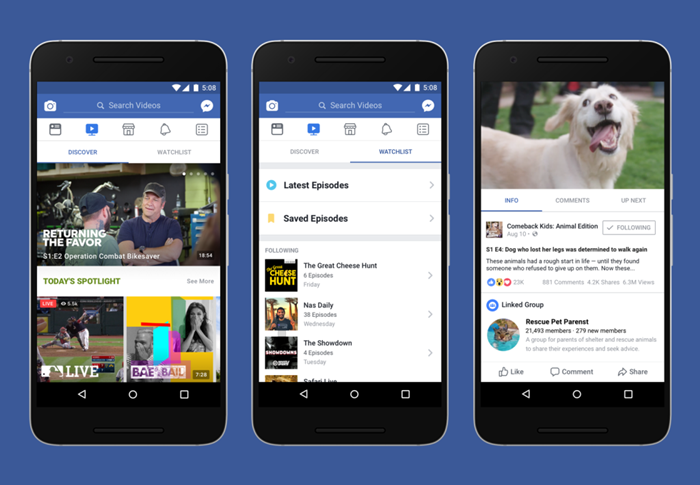 5:08
Search Videos
DISCOVER
WATCHLIST
RETURNING
THE FAVOR
S1:E2 Operation Combat Bikesaver
18:54
TODAY'S SPOTLIGHT
See More
LIVE
5.5K
LIVE
BAE & BAIL
7:28
5:08
Search Videos
DISCOVER
WATCHLIST
Latest Episodes
Saved Episodes
FOLLOWING
The Great Cheese Hunt
6 Episodes
Friday
CHEESE
HUNT
Nas Daily
38 Episodes
Wednesday
The Showdown
4 Episodes
Tuesday
SHOWDOWNS
Safari Live
INFO
COMMENTS
UP NEXT
Comeback Kids: Animal Edition
Aug 10
FOLLOWING
S1 E4: Dog who lost her legs was determined to walk again
These animals had a rough start in life — until they found
someone who refused to give up on them. Now these...
23K
881 Comments
4.2K Shares
6.3M Views
Linked Group
Rescue Pet Parenst
21,493 members · 279 new members
A group for parents of shelter and rescue animals
to share their experiences and seek advice.
Like
Comment
Share